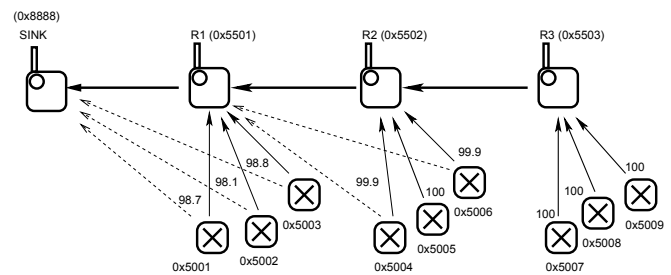 (0x8888)
SINK
R1 (0x5501)
R2 (0x5502)
R3 (0x5503)
98.7
98.1
98.8
99.9
100
99.9
100
100
100
0x5001
0x5002
0x5003
0x5004
0x5005
0x5006
0x5007
0x5008
0x5009